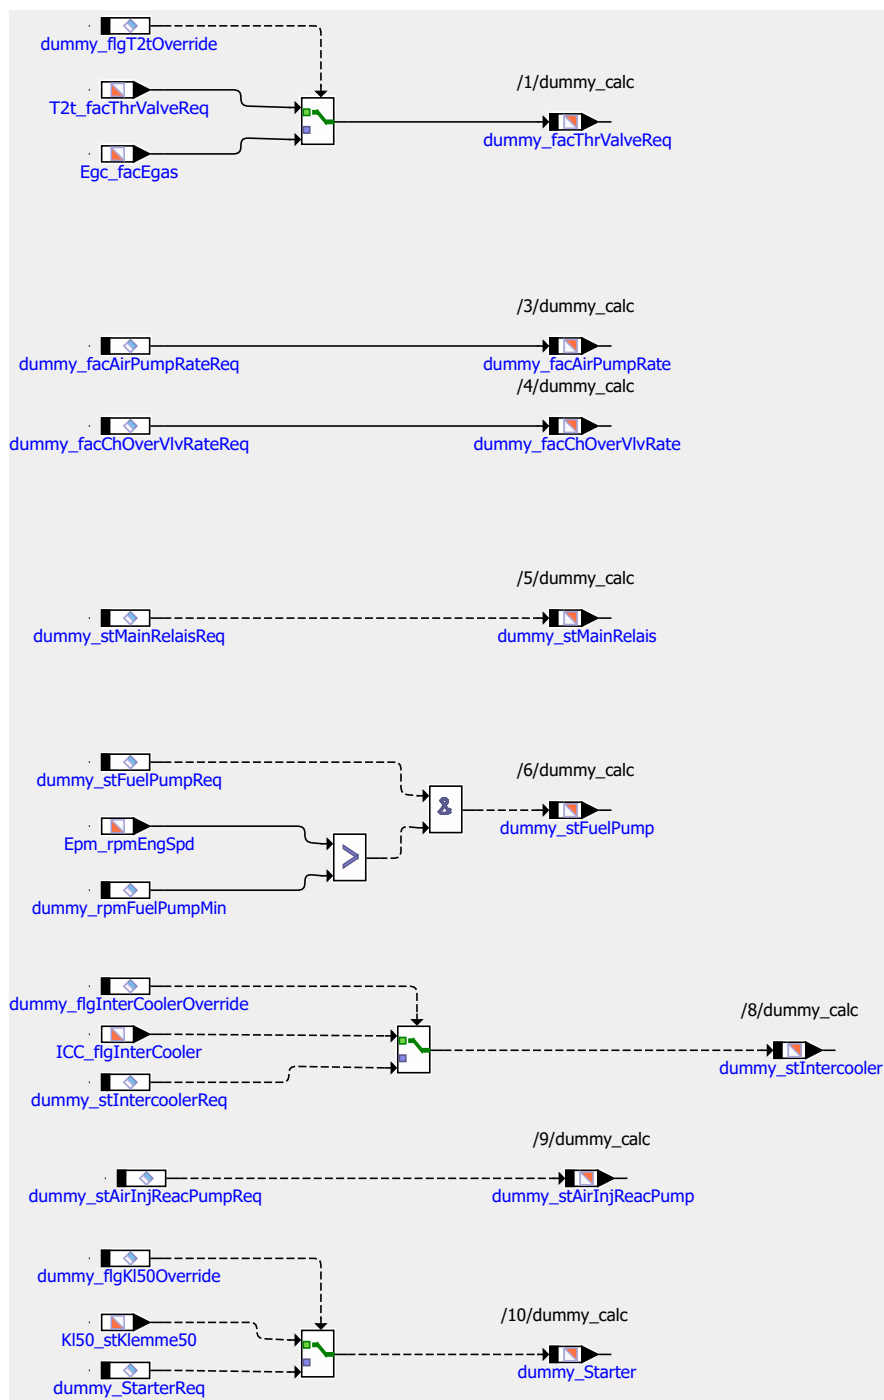 dummy_flgT2tOverride
/1/dummy_calc
T2t_facThrValveReq
dummy_facThrValveReq
Egc_facEgas
/3/dummy_calc
dummy_facAirPumpRateReq
dummy_facAirPumpRate
/4/dummy_calc
dummy_facChOverVlvRateReq
dummy_facChOverVlvRate
/5/dummy_calc
dummy_stMainRelaisReq
dummy_stMainRelais
dummy_stFuelPumpReq
/6/dummy_calc
&
dummy_stFuelPump
Epm_rpmEngSpd
>
dummy_rpmFuelPumpMin
dummy_flgInterCoolerOverride
/8/dummy_calc
ICC_flgInterCooler
dummy_stIntercooler
dummy_stIntercoolerReq
/9/dummy_calc
dummy_stAirInjReacPumpReq
dummy_stAirInjReacPump
dummy_flgKl50Override
/10/dummy_calc
Kl50_stKlemme50
dummy_Starter
dummy_StarterReq